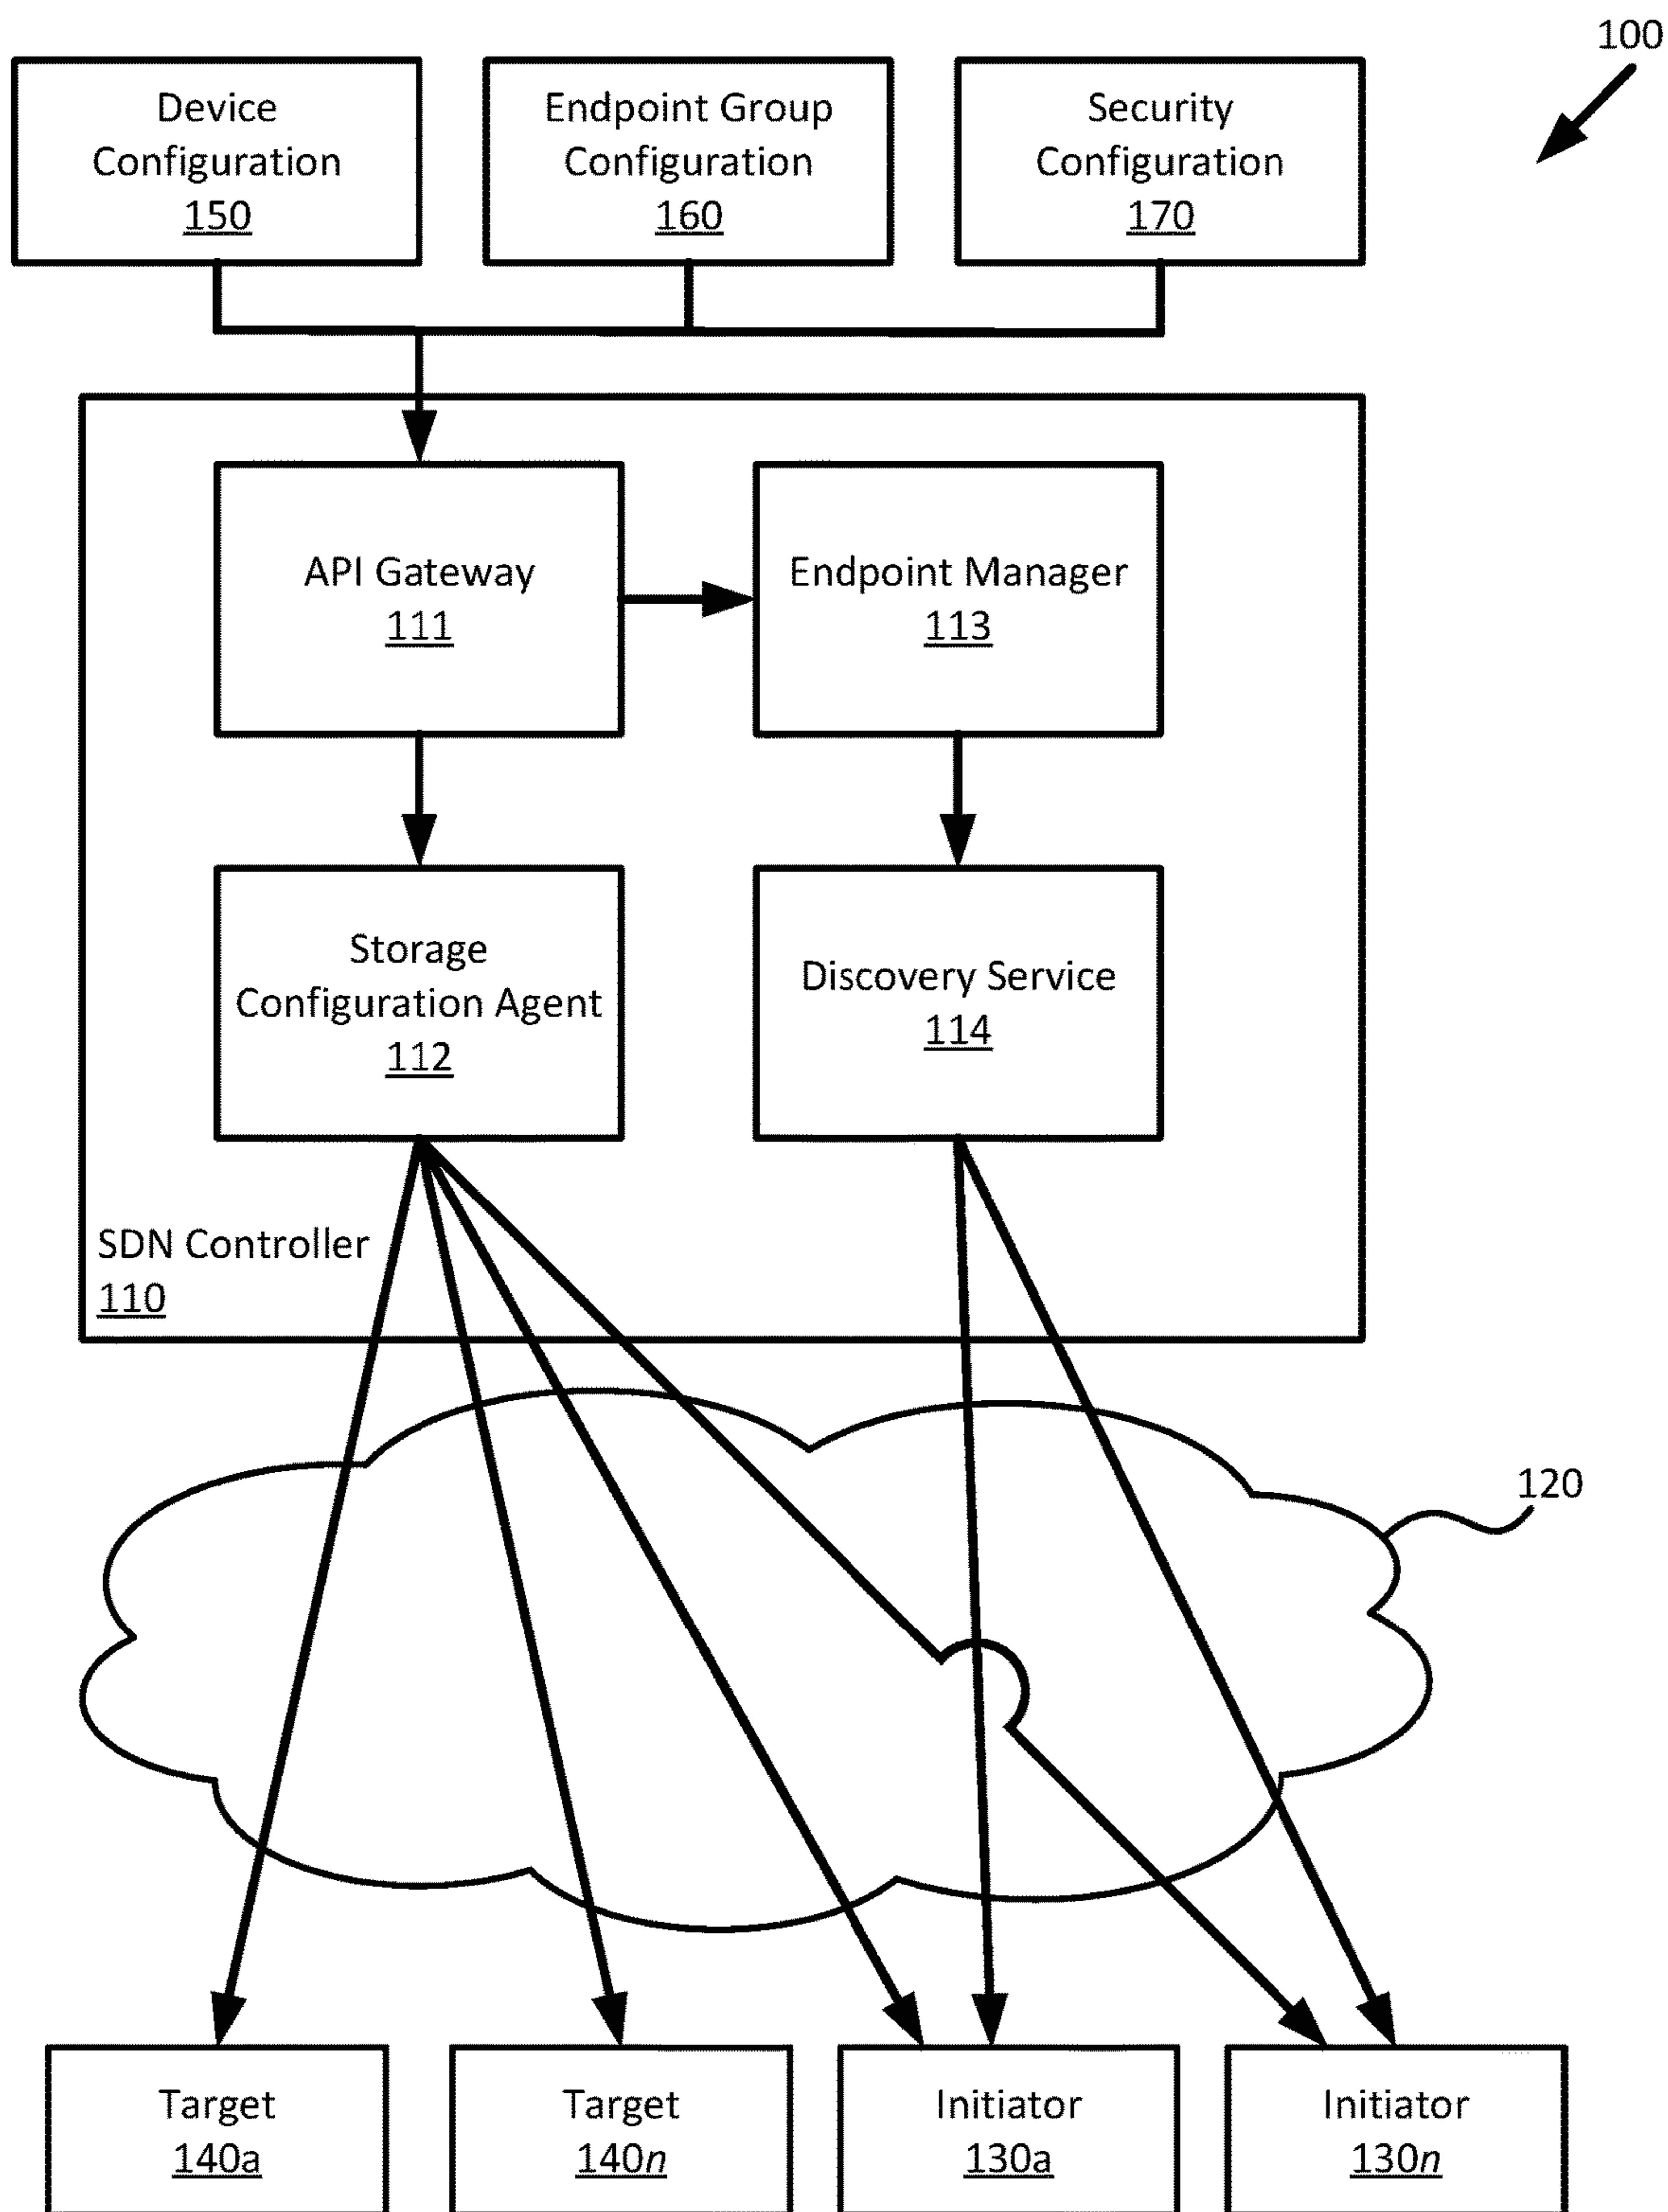 100
Device
Configuration
150
Endpoint Group
Configuration
160
Security
Configuration
170
API Gateway
111
Endpoint Manager
113
Storage
Configuration Agent
112
Discovery Service
114
SDN Controller
110
120
Target
140a
Target
140n
Initiator
130a
Initiator
130n